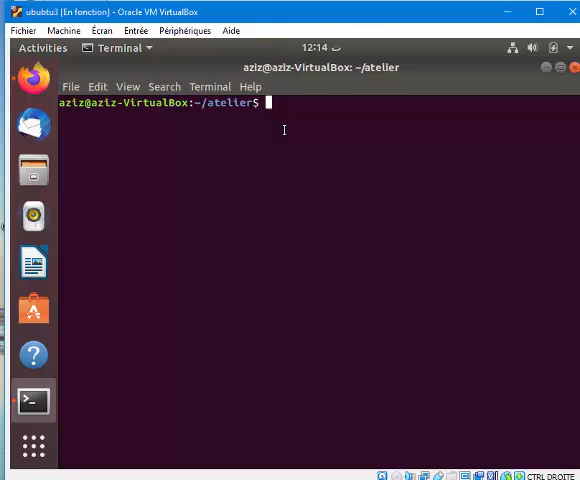 ububtu3 [En fonction] - Oracle VM VirtualBox
Fichier Machine Écran Entrée Périphériques Aide
Activities Terminal 12:14 ث
aziz@aziz-VirtualBox: ~/atelier
File Edit View Search Terminal Help
aziz@aziz-VirtualBox:~/atelier$
CTRL DROITE